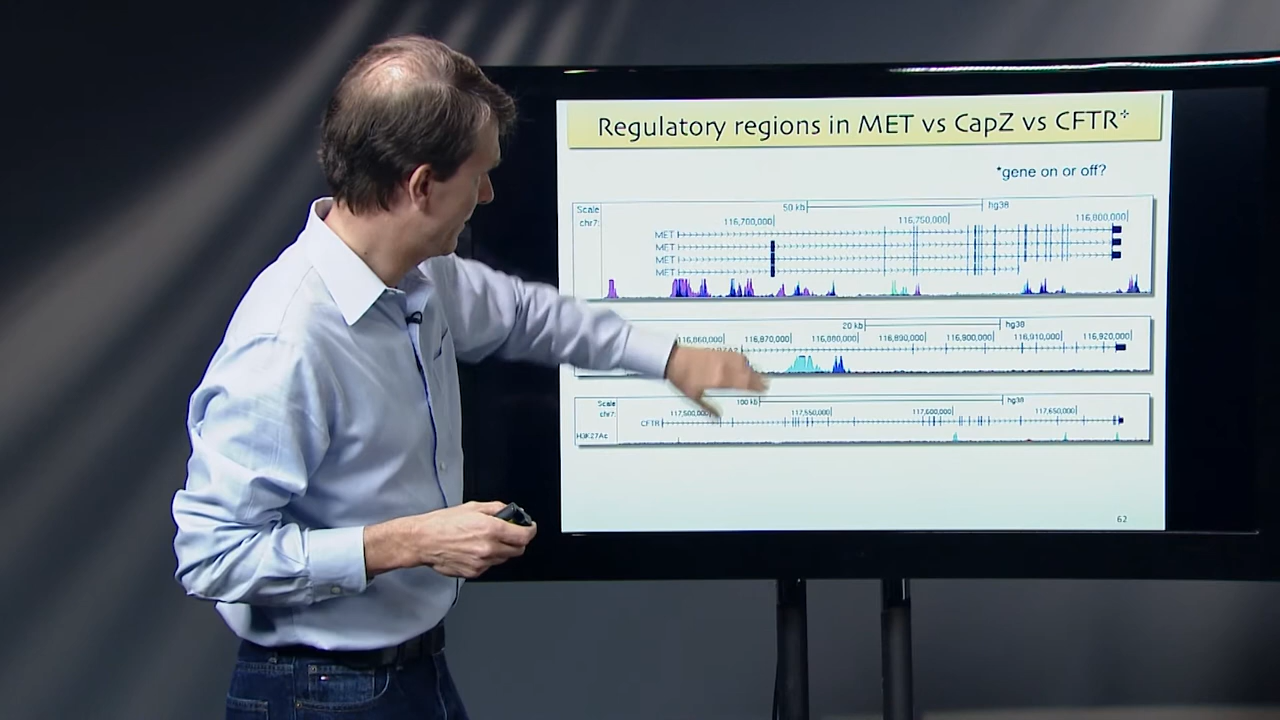 Regulatory regions in MET vs CapZ vs CFTR*
*gene on or off?
Scale 50 kb hg38
chr7: 116,700,000 116,750,000 116,800,000
MET
MET
MET
MET
20 kb hg38
116,860,000 116,870,000 116,880,000 116,890,000 116,900,000 116,910,000 116,920,000
Scale 100 kb hg38
chr7: 117,500,000 117,550,000 117,600,000 117,650,000
CFTR
H3K27Ac
62